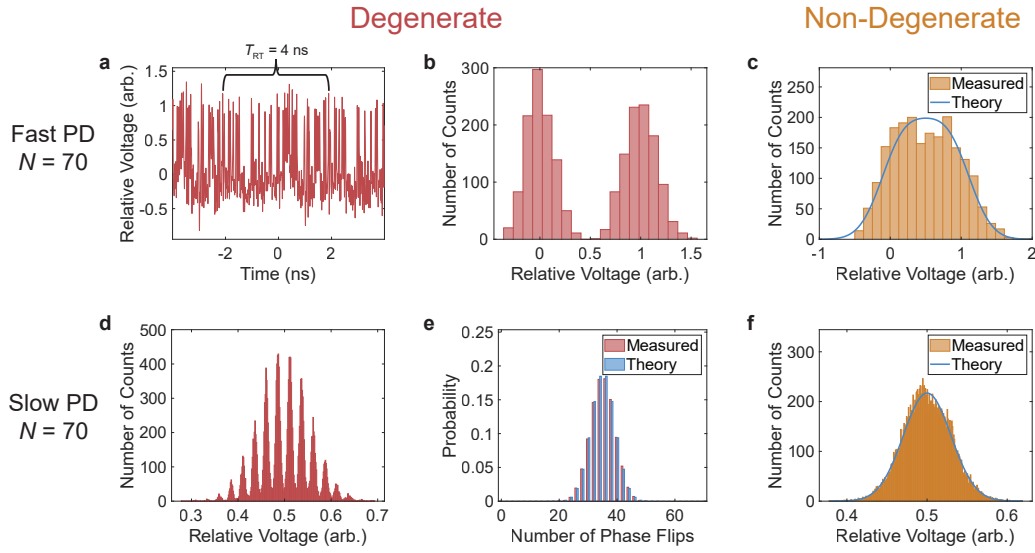 Degenerate
Non-Degenerate
Fast PD
N = 70
a
T_RT = 4 ns
Relative Voltage (arb.)
1.5
1
0.5
0
-0.5
-2
0
2
Time (ns)
b
Number of Counts
300
200
100
0
0
0.5
1
1.5
Relative Voltage (arb.)
c
Measured
Theory
Number of Counts
250
200
150
100
50
0
-1
0
1
2
Relative Voltage (arb.)
Slow PD
N = 70
d
Number of Counts
500
400
300
200
100
0
0.3
0.4
0.5
0.6
0.7
Relative Voltage (arb.)
e
Measured
Theory
Probability
0.25
0.2
0.15
0.1
0.05
0
0
20
40
60
Number of Phase Flips
f
Measured
Theory
Number of Counts
300
200
100
0
0.4
0.5
0.6
Relative Voltage (arb.)